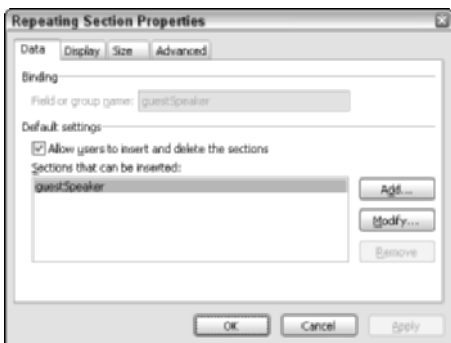 Repeating Section Properties
Data Display Size Advanced
Binding
Field or group name: guestSpeaker
Default settings
Allow users to insert and delete the sections
Sections that can be inserted:
guestSpeaker
Add...
Modify...
Remove
OK Cancel Apply